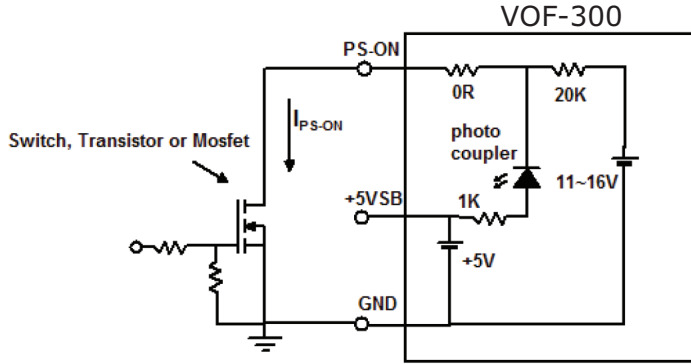 VOF-300
PS-ON
0R
20K
I PS-ON
photo
coupler
Switch, Transistor or Mosfet
11~16V
+5VSB
1K
+5V
GND